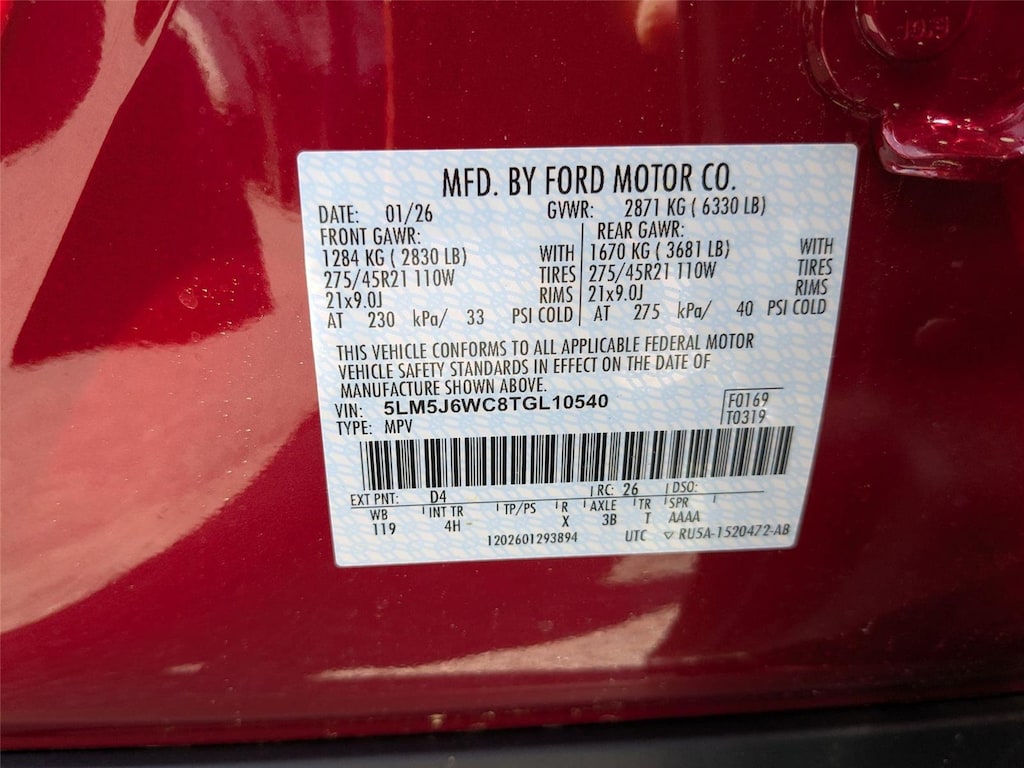 MFD. BY FORD MOTOR CO.
DATE: 01/26 GVWR: 2871 KG ( 6330 LB)
FRONT GAWR: REAR GAWR:
1284 KG ( 2830 LB) WITH 1670 KG ( 3681 LB) WITH
275/45R21 110W TIRES 275/45R21 110W TIRES
21x9.0J RIMS 21x9.0J RIMS
AT 230 kPa/ 33 PSI COLD AT 275 kPa/ 40 PSI COLD
THIS VEHICLE CONFORMS TO ALL APPLICABLE FEDERAL MOTOR
VEHICLE SAFETY STANDARDS IN EFFECT ON THE DATE OF
MANUFACTURE SHOWN ABOVE.
VIN: 5LM5J6WC8TGL10540 F0169
TYPE: MPV T0319
EXT PNT: D4 RC: 26 DSO:
WB INT TR TP/PS R AXLE TR SPR
119 4H X 3B T AAAA
1202601293894 UTC ▽ RU5A-1520472-AB